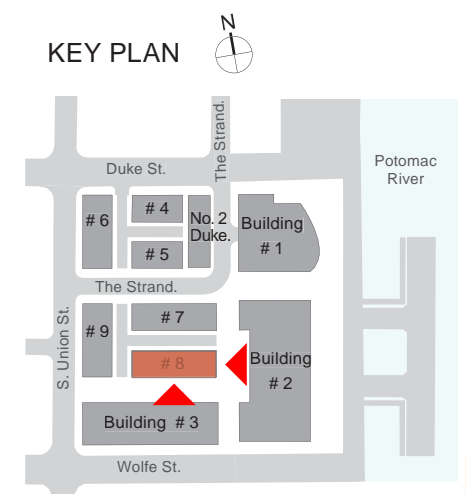 N
KEY PLAN
The Strand.
Duke St.
Potomac
River
# 6
# 4
No. 2
Duke.
Building
# 1
# 5
The Strand.
S. Union St.
# 9
# 7
# 8
Building
# 2
Building # 3
Wolfe St.